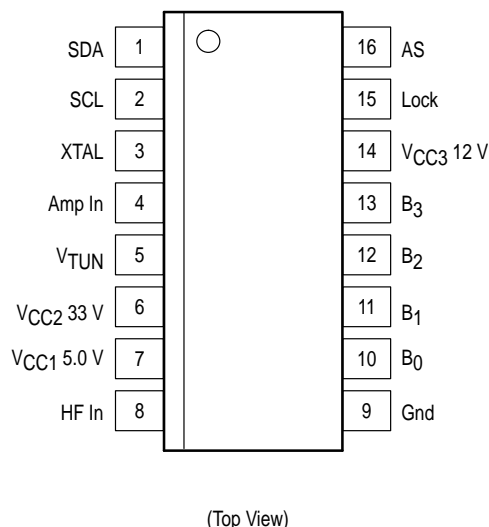 SDA 1 16 AS
SCL 2 15 Lock
XTAL 3 14 VCC3 12 V
Amp In 4 13 B3
VTUN 5 12 B2
VCC2 33 V 6 11 B1
VCC1 5.0 V 7 10 B0
HF In 8 9 Gnd
(Top View)